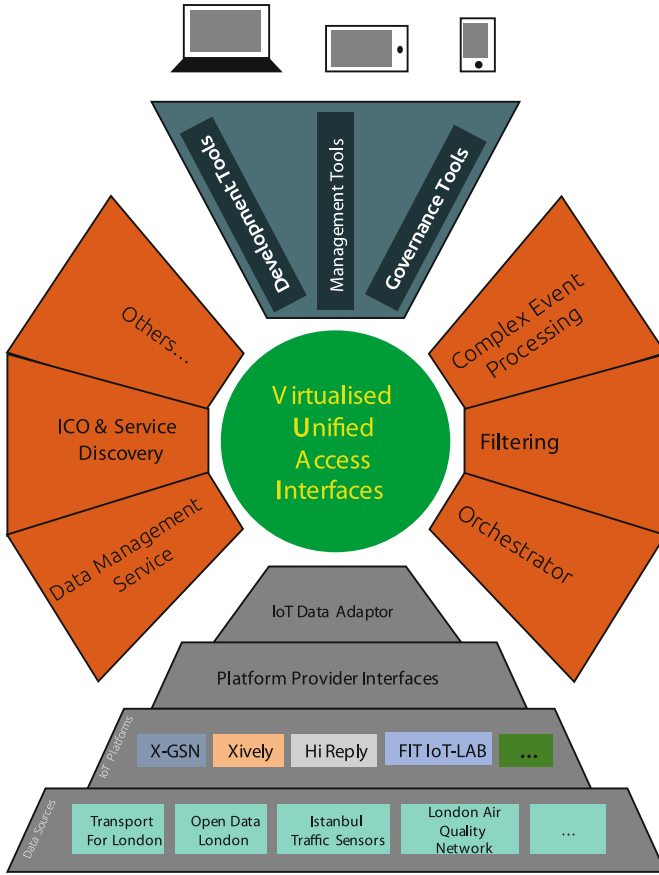 Development Tools
Management Tools
Governance Tools
Others...
ICO & Service
Discovery
Data Management
Service
Virtualised
Unified
Access
Interfaces
Complex Event
Processing
Filtering
Orchestrator
IoT Data Adaptor
Platform Provider Interfaces
IoT Platforms
X-GSN
Xively
Hi Reply
FIT IoT-LAB
...
Data Sources
Transport
For London
Open Data
London
Istanbul
Traffic Sensors
London Air
Quality
Network
...